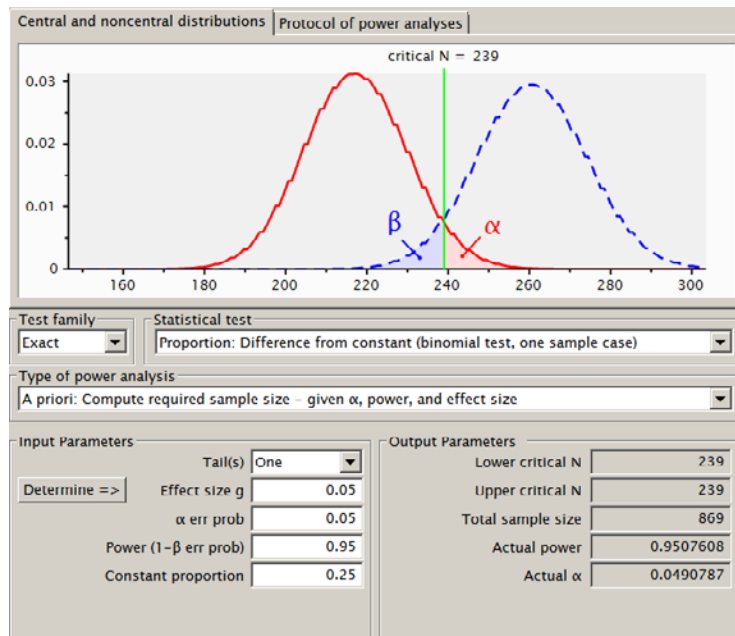 Central and noncentral distributions Protocol of power analyses
critical N = 239
0.03
0.02
0.01
0
β α
160 180 200 220 240 260 280 300
Test family Statistical test
Exact Proportion: Difference from constant (binomial test, one sample case)
Type of power analysis
A priori: Compute required sample size - given α, power, and effect size
Input Parameters Output Parameters
Tail(s) One Lower critical N 239
Determine => Effect size g 0.05 Upper critical N 239
α err prob 0.05 Total sample size 869
Power (1-β err prob) 0.95 Actual power 0.9507608
Constant proportion 0.25 Actual α 0.0490787